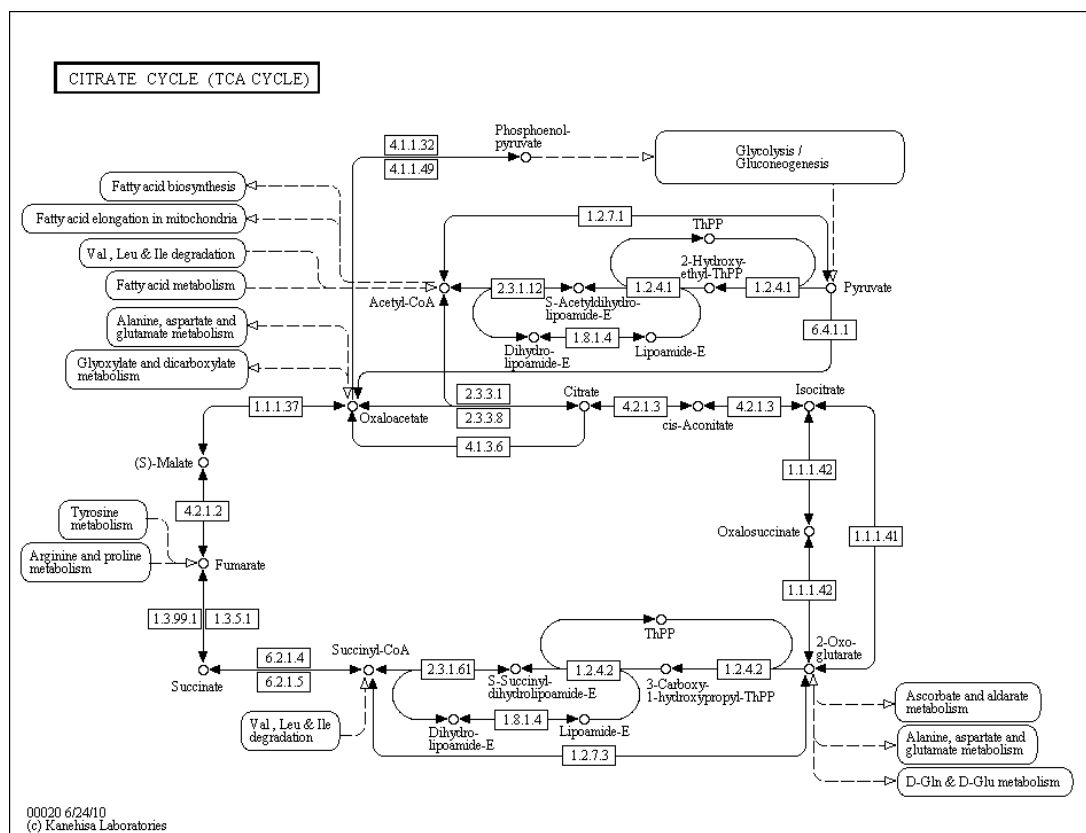 CITRATE CYCLE (TCA CYCLE)
Phosphoenol-
pyruvate
4.1.1.32
4.1.1.49
Glycolysis /
Gluconeogenesis
Fatty acid biosynthesis
Fatty acid elongation in mitochondria
Val, Leu & Ile degradation
Fatty acid metabolism
Alanine, aspartate and
glutamate metabolism
Glyoxylate and dicarboxylate
metabolism
1.2.7.1
ThPP
2-Hydroxy-
ethyl-ThPP
Acetyl-CoA
2.3.1.12
S-Acetyldihydro-
lipoamide-E
1.2.4.1
1.2.4.1
Pyruvate
Dihydro-
lipoamide-E
1.8.1.4
Lipoamide-E
6.4.1.1
1.1.1.37
Oxaloacetate
2.3.3.1
2.3.3.8
4.1.3.6
Citrate
4.2.1.3
cis-Aconitate
4.2.1.3
Isocitrate
(S)-Malate
1.1.1.42
4.2.1.2
Oxalosuccinate
1.1.1.41
Tyrosine
metabolism
Arginine and proline
metabolism
Fumarate
1.1.1.42
1.3.99.1
1.3.5.1
ThPP
2-Oxo-
glutarate
Succinate
6.2.1.4
6.2.1.5
Succinyl-CoA
2.3.1.61
S-Succinyl-
dihydrolipoamide-E
1.2.4.2
3-Carboxy-
1-hydroxypropyl-ThPP
1.2.4.2
Val, Leu & Ile
degradation
Dihydro-
lipoamide-E
1.8.1.4
Lipoamide-E
1.2.7.3
Ascorbate and aldarate
metabolism
Alanine, aspartate and
glutamate metabolism
D-Gln & D-Glu metabolism
00020 6/24/10
(c) Kanehisa Laboratories